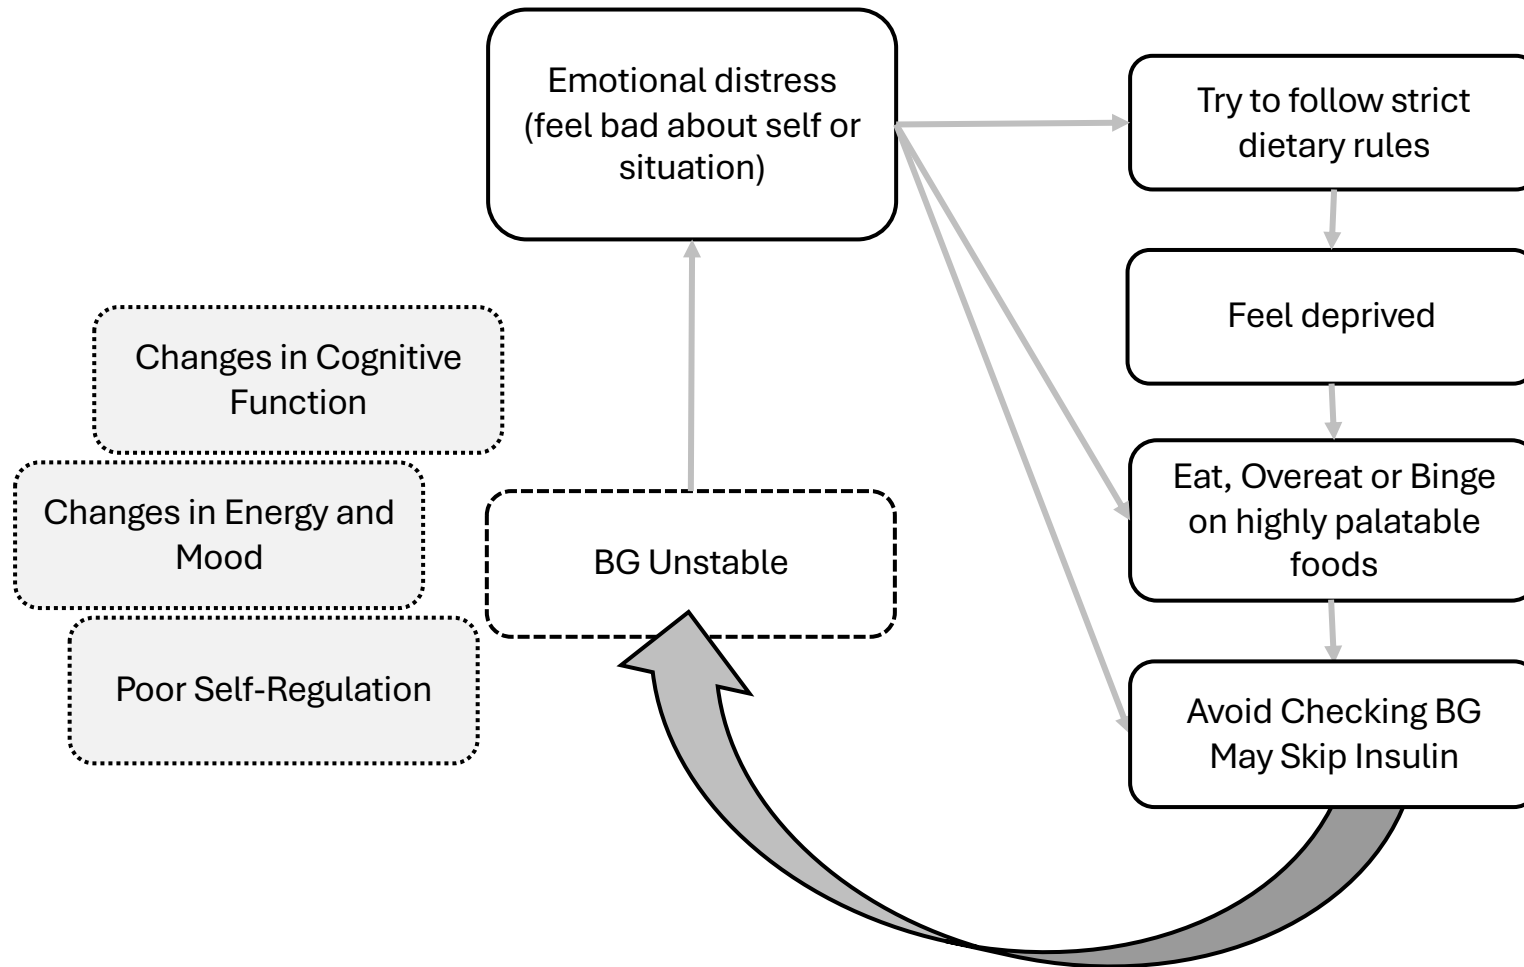 Emotional distress
(feel bad about self or
situation)
Try to follow strict
dietary rules
Feel deprived
Eat, Overeat or Binge
on highly palatable
foods
Avoid Checking BG
May Skip Insulin
BG Unstable
Changes in Cognitive
Function
Changes in Energy and
Mood
Poor Self-Regulation